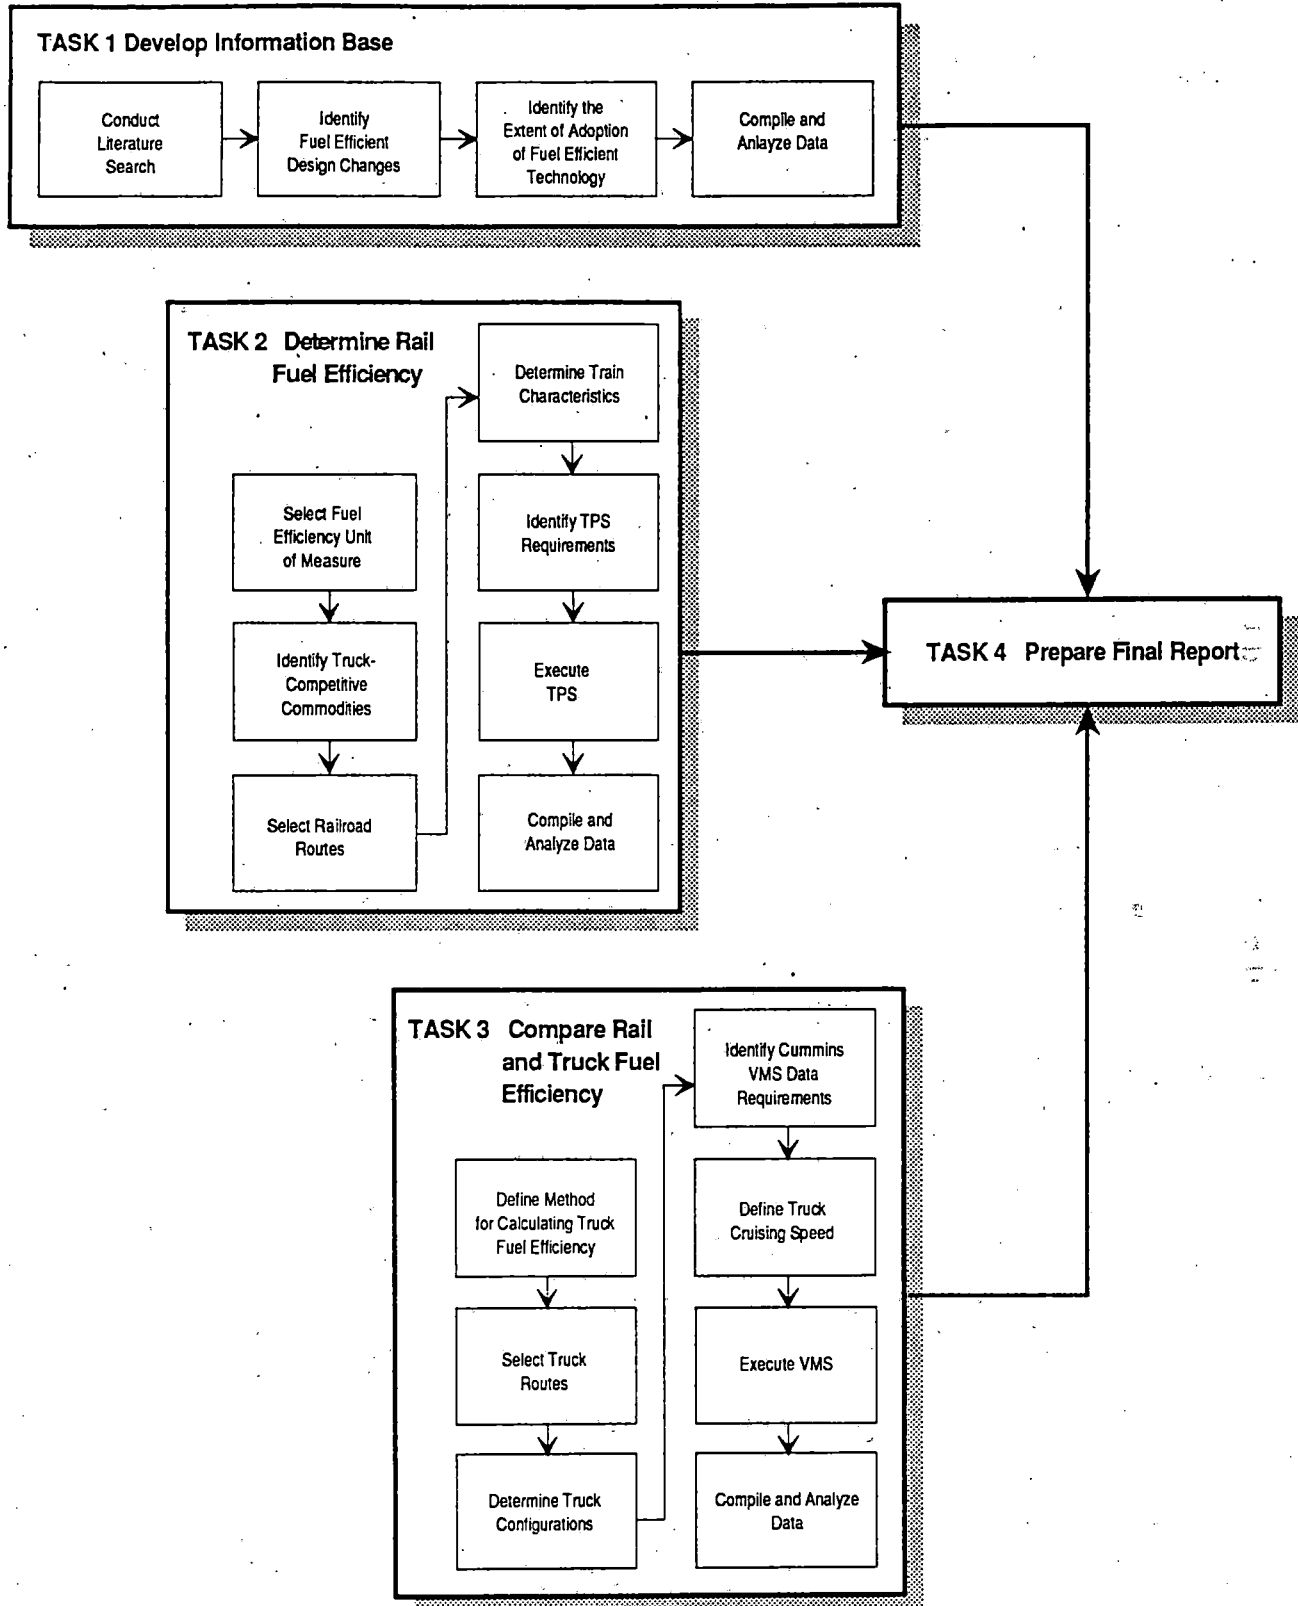 TASK 1 Develop Information Base
Conduct
Literature
Search
Identify
Fuel Efficient
Design Changes
Identify the
Extent of Adoption
of Fuel Efficient
Technology
Compile and
Anlayze Data
TASK 2 Determine Rail
Fuel Efficiency
Select Fuel
Efficiency Unit
of Measure
Identify Truck-
Competitive
Commodities
Select Railroad
Routes
Determine Train
Characteristics
Identify TPS
Requirements
Execute
TPS
Compile and
Analyze Data
TASK 4 Prepare Final Report
TASK 3 Compare Rail
and Truck Fuel
Efficiency
Define Method
for Calculating Truck
Fuel Efficiency
Select Truck
Routes
Determine Truck
Configurations
Identify Cummins
VMS Data
Requirements
Define Truck
Cruising Speed
Execute VMS
Compile and Analyze
Data